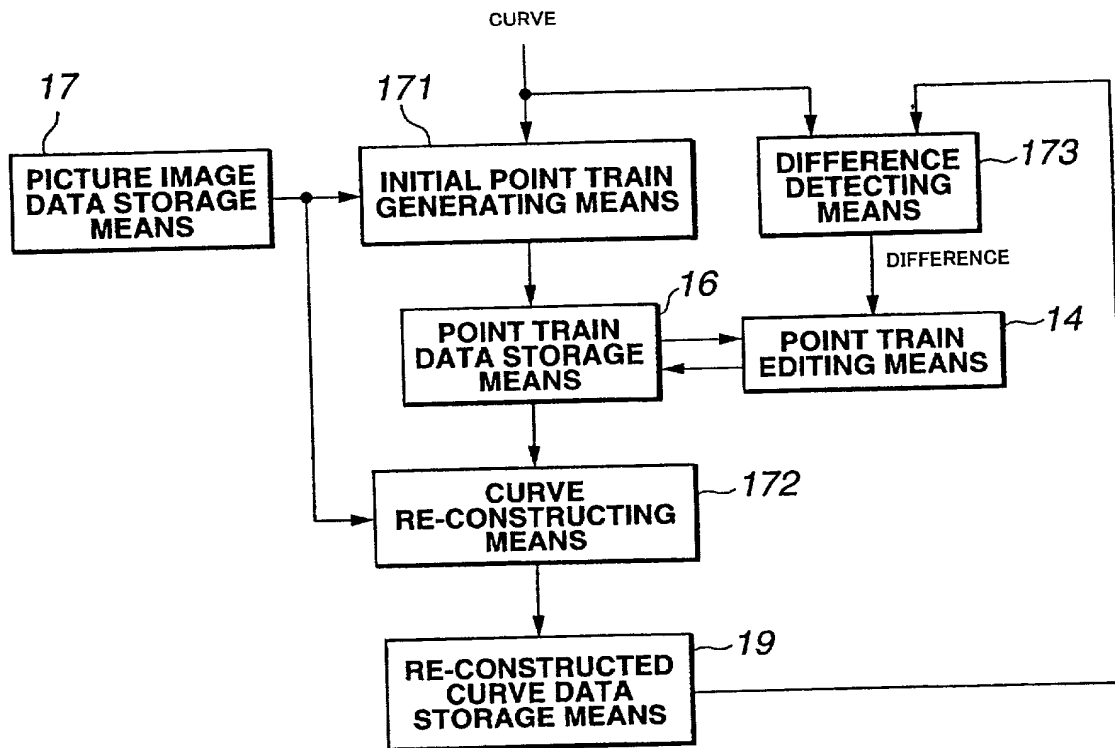 CURVE
17
171
173
PICTURE IMAGE
DATA STORAGE
MEANS
INITIAL POINT TRAIN
GENERATING MEANS
DIFFERENCE
DETECTING
MEANS
DIFFERENCE
16
14
POINT TRAIN
DATA STORAGE
MEANS
POINT TRAIN
EDITING MEANS
172
CURVE
RE-CONSTRUCTING
MEANS
19
RE-CONSTRUCTED
CURVE DATA
STORAGE MEANS